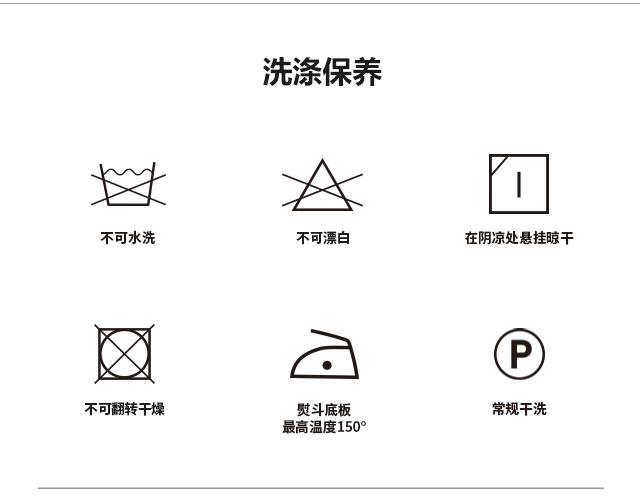 洗涤保养
不可水洗
不可漂白
在阴凉处悬挂晾干
不可翻转干燥
P
熨斗底板
最高温度150°
常规干洗